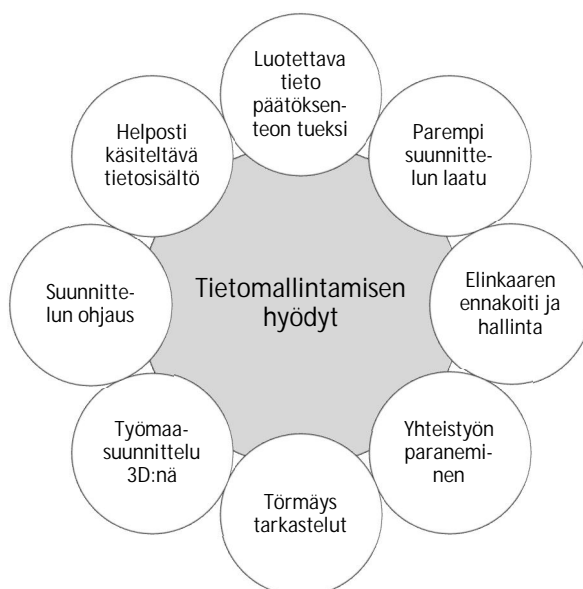 Luotettava
tieto
päätöksen-
teon tueksi
Parempi
suunnitte-
lun laatu
Elinkaaren
ennakoiti ja
hallinta
Yhteistyön
paranemi-
nen
Törmäys
tarkastelut
Työmaa-
suunnittelu
3D:nä
Suunnitte-
lun ohjaus
Helposti
käsiteltävä
tietosisältö
Tietomallintamisen
hyödyt